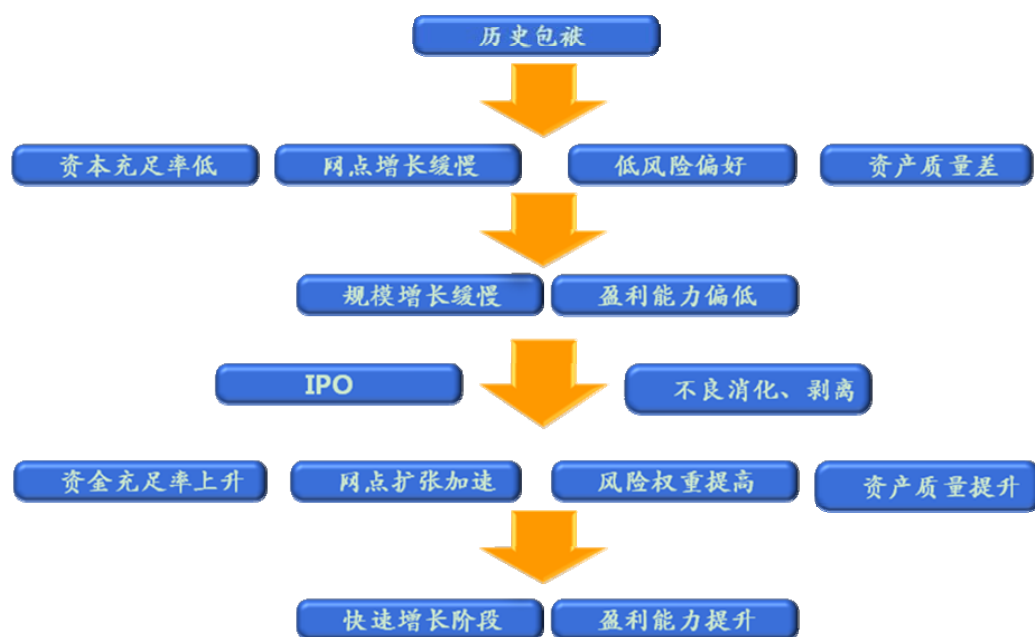 历史包袱
资本充足率低 网点增长缓慢 低风险偏好 资产质量差
规模增长缓慢 盈利能力偏低
IPO 不良消化、剥离
资金充足率上升 网点扩张加速 风险权重提高 资产质量提升
快速增长阶段 盈利能力提升